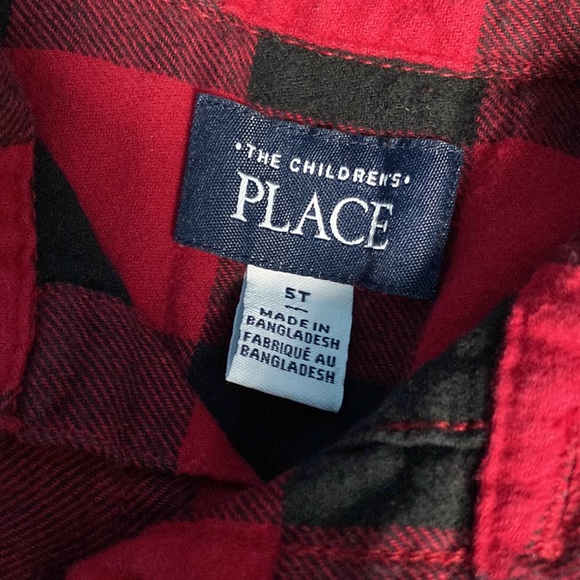 •THE CHILDREN'S•
PLACE
5T
MADE IN
BANGLADESH
FABRIQUÉ AU
BANGLADESH